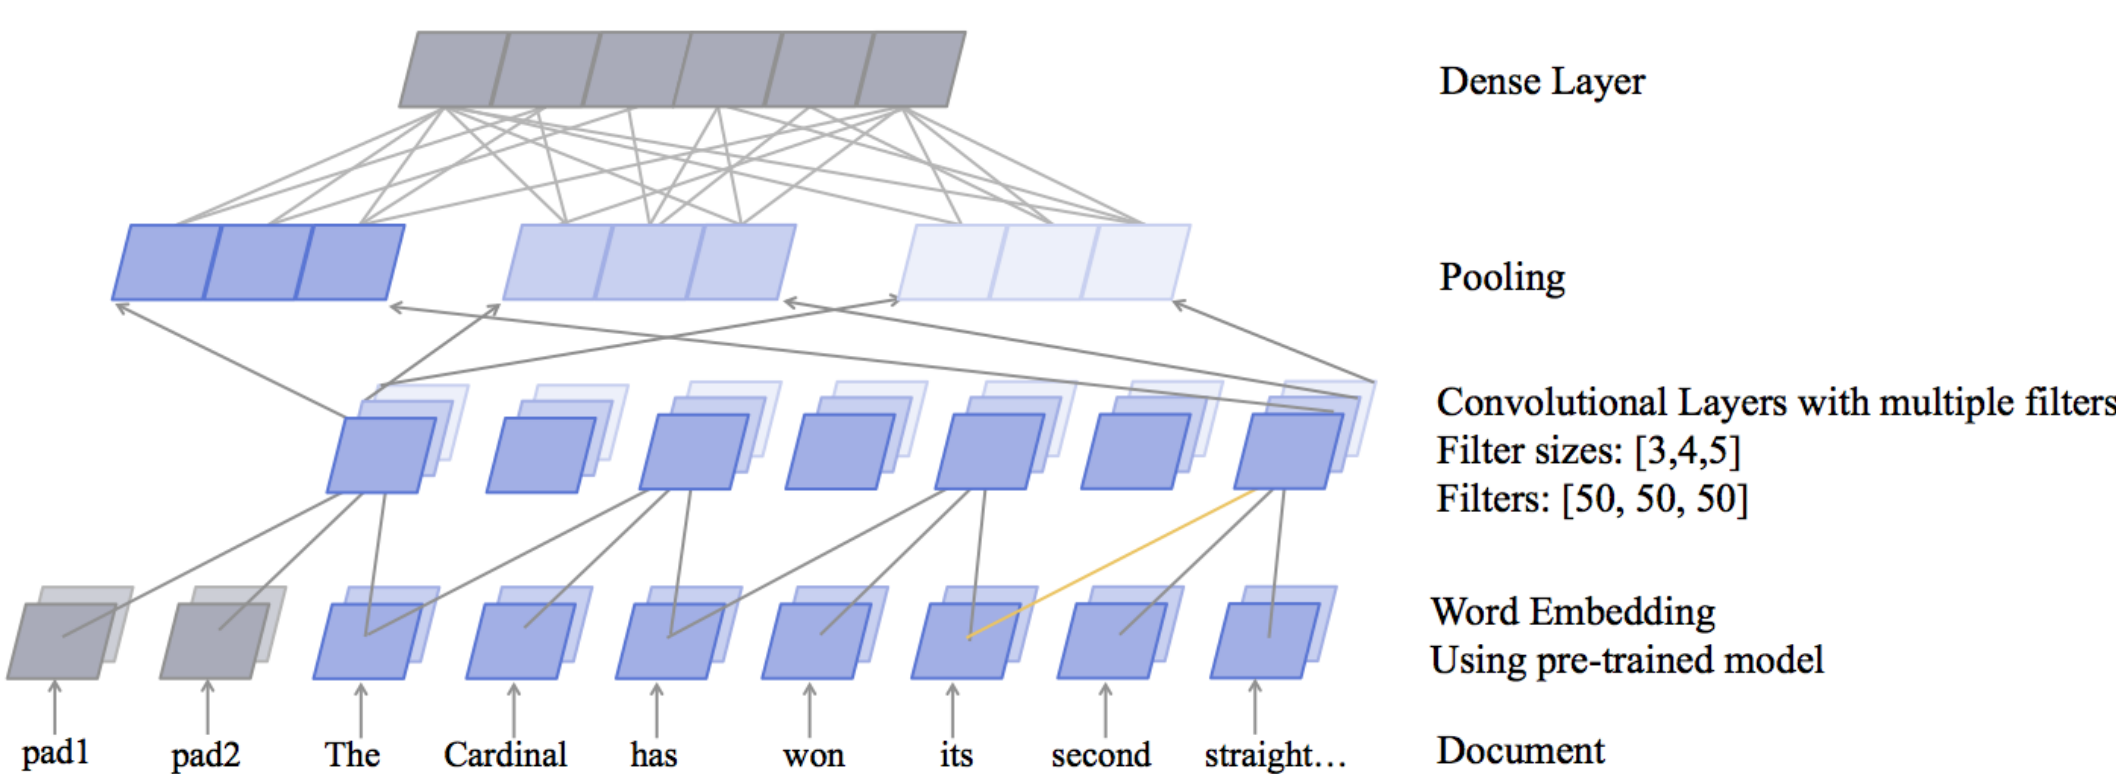 Dense Layer
Pooling
Convolutional Layers with multiple filters
Filter sizes: [3,4,5]
Filters: [50, 50, 50]
Word Embedding
Using pre-trained model
pad1 pad2 The Cardinal has won its second straight... Document